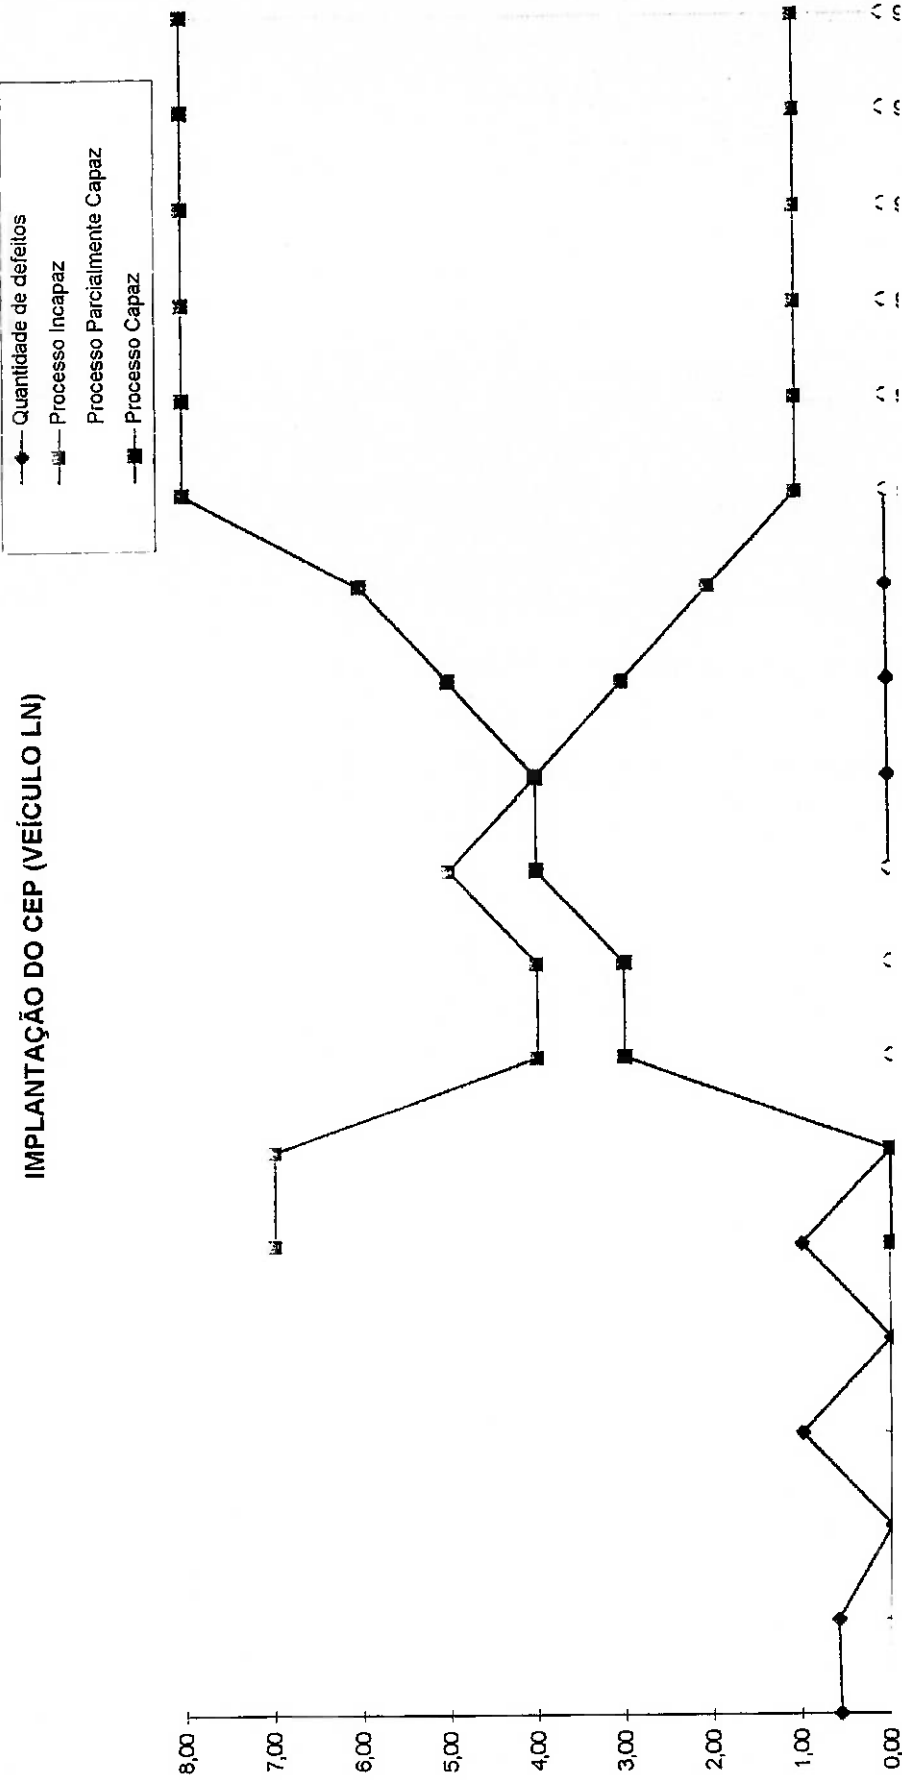 IMPLANTAÇÃO DO CEP (VEÍCULO LN)
Quantidade de defeitos
Processo Incapaz
Processo Parcialmente Capaz
Processo Capaz
8,00
7,00
6,00
5,00
4,00
3,00
2,00
1,00
0,00